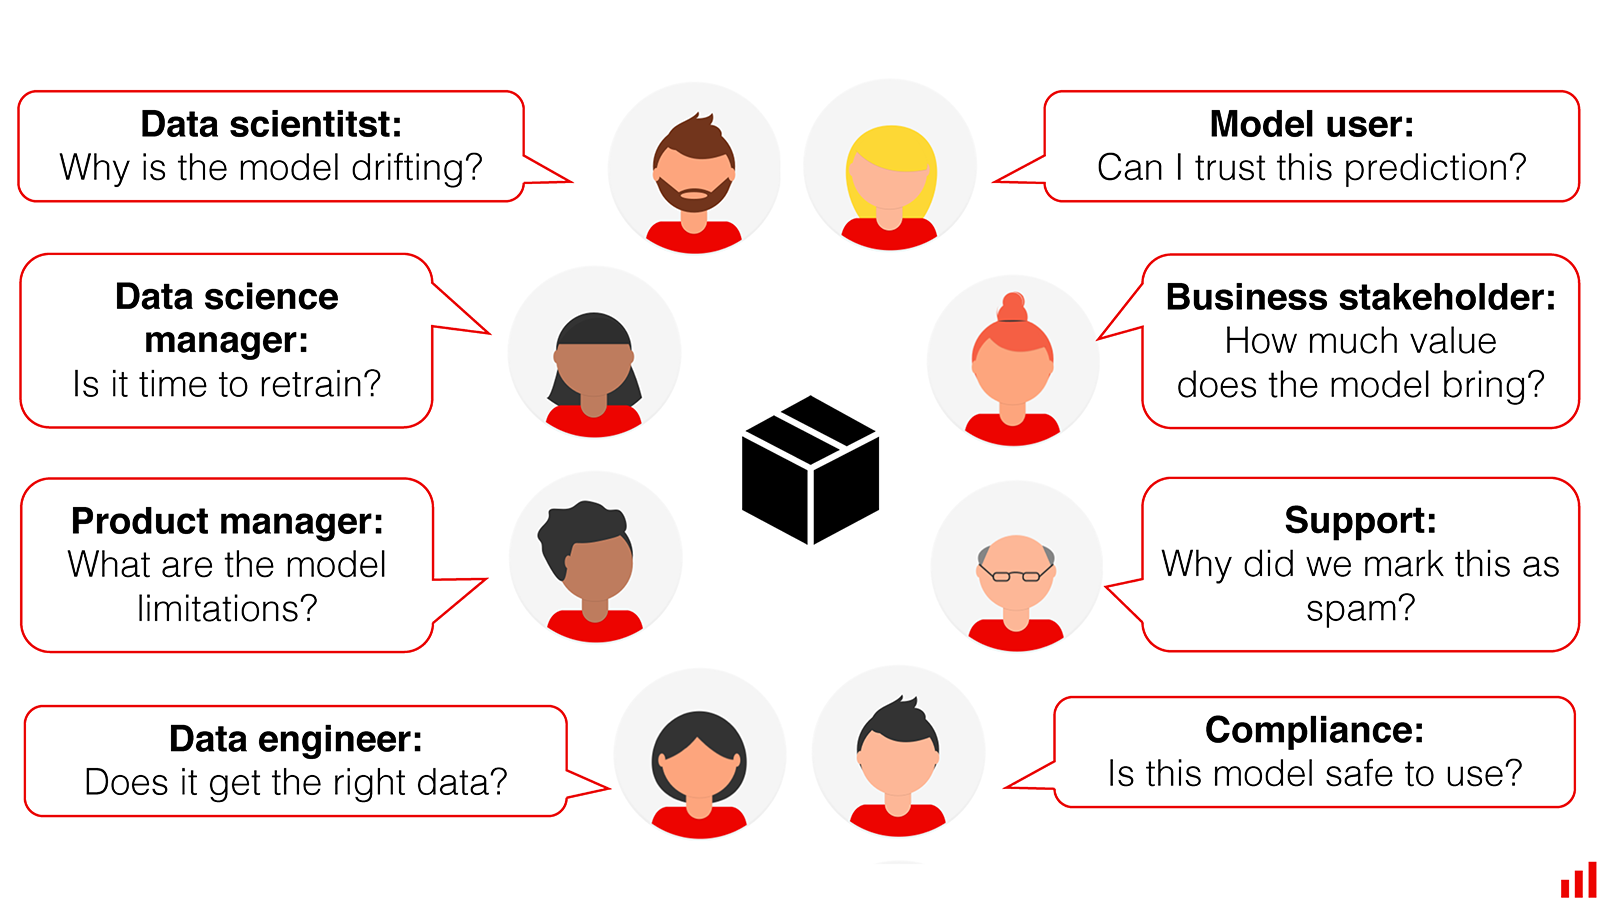 Data scientitst:
Why is the model drifting?
Model user:
Can I trust this prediction?
Data science
manager:
Is it time to retrain?
Business stakeholder:
How much value
does the model bring?
Product manager:
What are the model
limitations?
Support:
Why did we mark this as
spam?
Data engineer:
Does it get the right data?
Compliance:
Is this model safe to use?